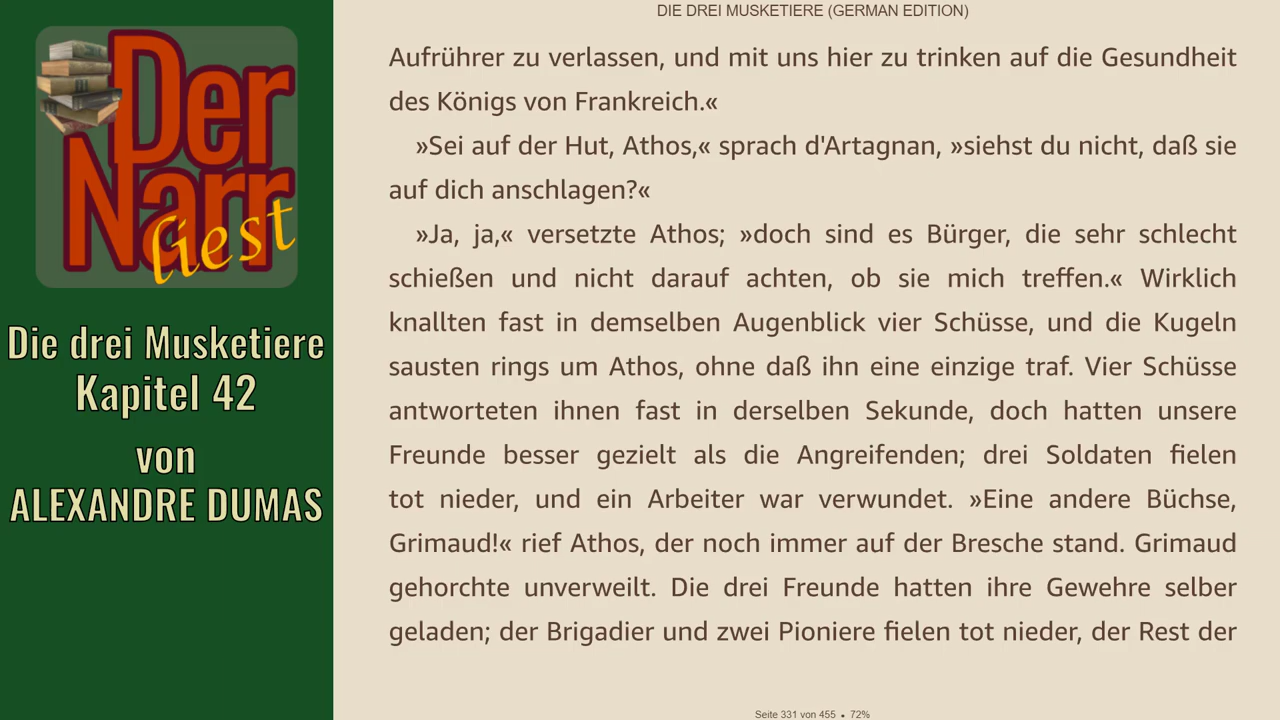 Der
Narr
liest
Die drei Musketiere
Kapitel 42
von
ALEXANDRE DUMAS
DIE DREI MUSKETIERE (GERMAN EDITION)
Aufrührer zu verlassen, und mit uns hier zu trinken auf die Gesundheit
des Königs von Frankreich.«
»Sei auf der Hut, Athos,« sprach d'Artagnan, »siehst du nicht, daß sie
auf dich anschlagen?«
»Ja, ja,« versetzte Athos; »doch sind es Bürger, die sehr schlecht
schießen und nicht darauf achten, ob sie mich treffen.« Wirklich
knallten fast in demselben Augenblick vier Schüsse, und die Kugeln
sausten rings um Athos, ohne daß ihn eine einzige traf. Vier Schüsse
antworteten ihnen fast in derselben Sekunde, doch hatten unsere
Freunde besser gezielt als die Angreifenden; drei Soldaten fielen
tot nieder, und ein Arbeiter war verwundet. »Eine andere Büchse,
Grimaud!« rief Athos, der noch immer auf der Bresche stand. Grimaud
gehorchte unverweilt. Die drei Freunde hatten ihre Gewehre selber
geladen; der Brigadier und zwei Pioniere fielen tot nieder, der Rest der
Seite 331 von 455 • 72%